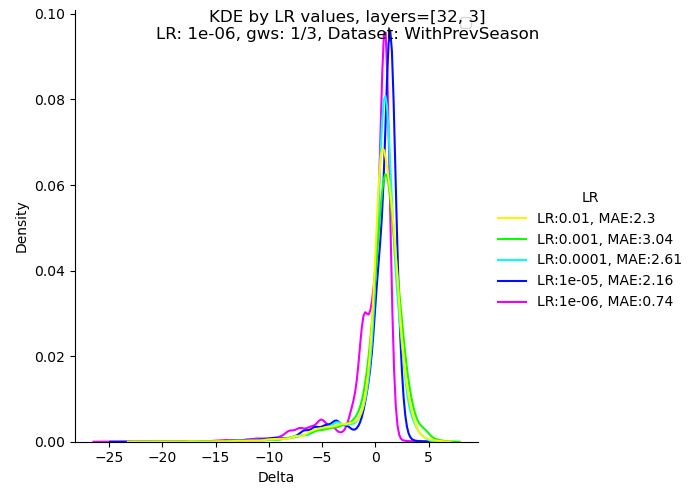 KDE by LR values, layers=[32, 3]
LR: 1e-06, gws: 1/3, Dataset: WithPrevSeason
0.10
0.08
0.06
0.04
0.02
0.00
Density
−25
−20
−15
−10
−5
0
5
Delta
LR
LR:0.01, MAE:2.3
LR:0.001, MAE:3.04
LR:0.0001, MAE:2.61
LR:1e-05, MAE:2.16
LR:1e-06, MAE:0.74